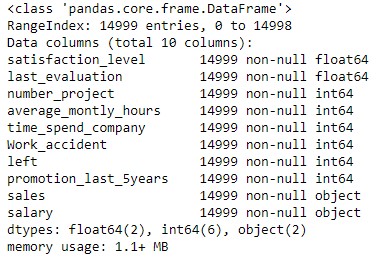 <class 'pandas.core.frame.DataFrame'>
RangeIndex: 14999 entries, 0 to 14998
Data columns (total 10 columns):
satisfaction_level       14999 non-null float64
last_evaluation          14999 non-null float64
number_project           14999 non-null int64
average_montly_hours     14999 non-null int64
time_spend_company       14999 non-null int64
Work_accident            14999 non-null int64
left                     14999 non-null int64
promotion_last_5years    14999 non-null int64
sales                    14999 non-null object
salary                   14999 non-null object
dtypes: float64(2), int64(6), object(2)
memory usage: 1.1+ MB